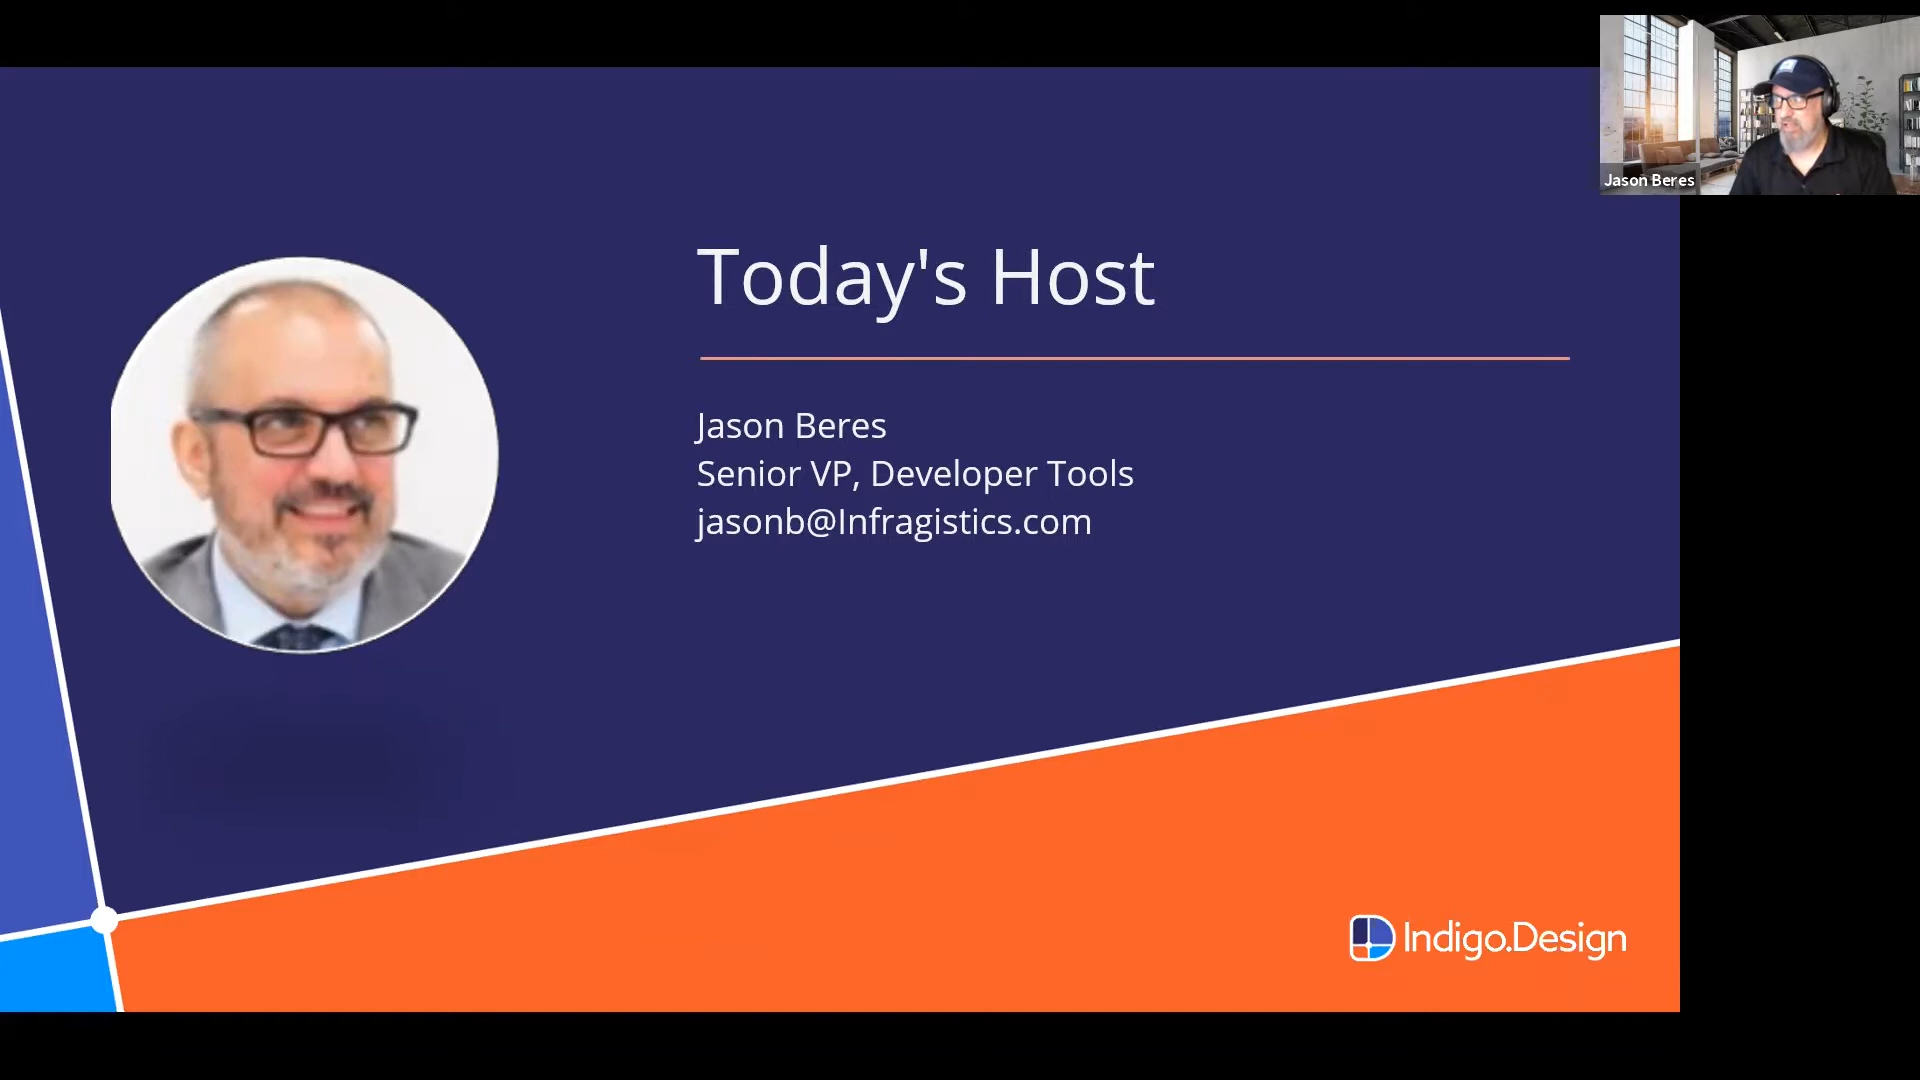 Jason Beres
Today's Host
Jason Beres
Senior VP, Developer Tools
jasonb@Infragistics.com
Indigo.Design